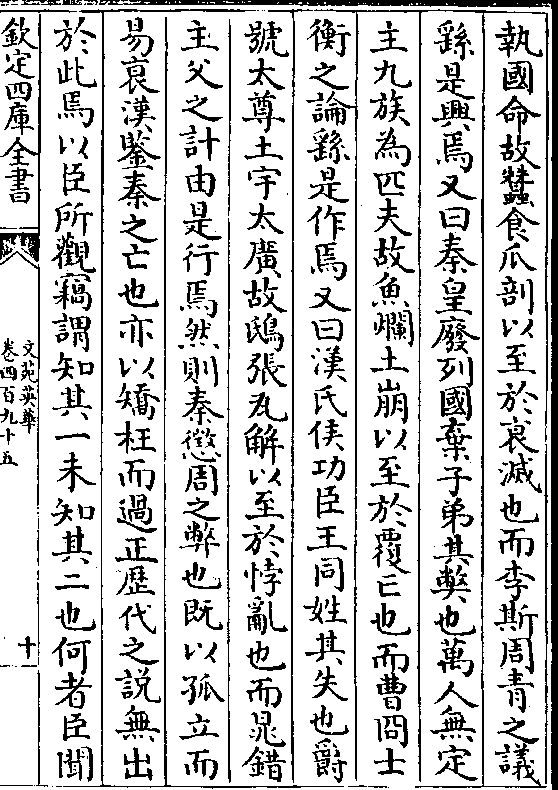 執國命故蠶食瓜剖以至於衰滅也而李斯周青之議
繇是興焉又曰秦皇廢列國棄子弟其弊也萬人無定
主九族為匹夫故魚爛土崩以至於覆亡也而曹冏士
衡之論繇是作焉又曰漢氏侯功臣王同姓其失也爵
號太尊土宇太廣故鴟張瓦解以至於悖亂也而晁錯
主父之計由是行焉然則秦懲周之弊也既以孤立而
易衰漢鑒秦之亡也亦以矯枉而過正歷代之説無出
於此焉以臣所觀竊謂知其一未知其二也何者臣聞
欽定四庫全書
文苑英華
卷四百九十五
十